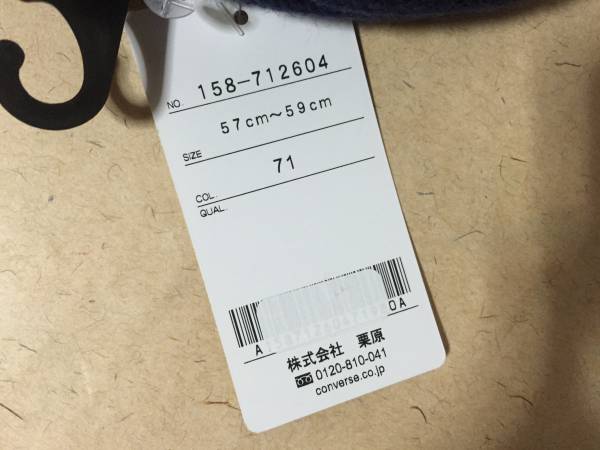 NO. 158-712604
57cm～59cm
SIZE
71
COL.
QUAL.
A 0A
株式会社 栗原
0120-810-041
converse.co.jp